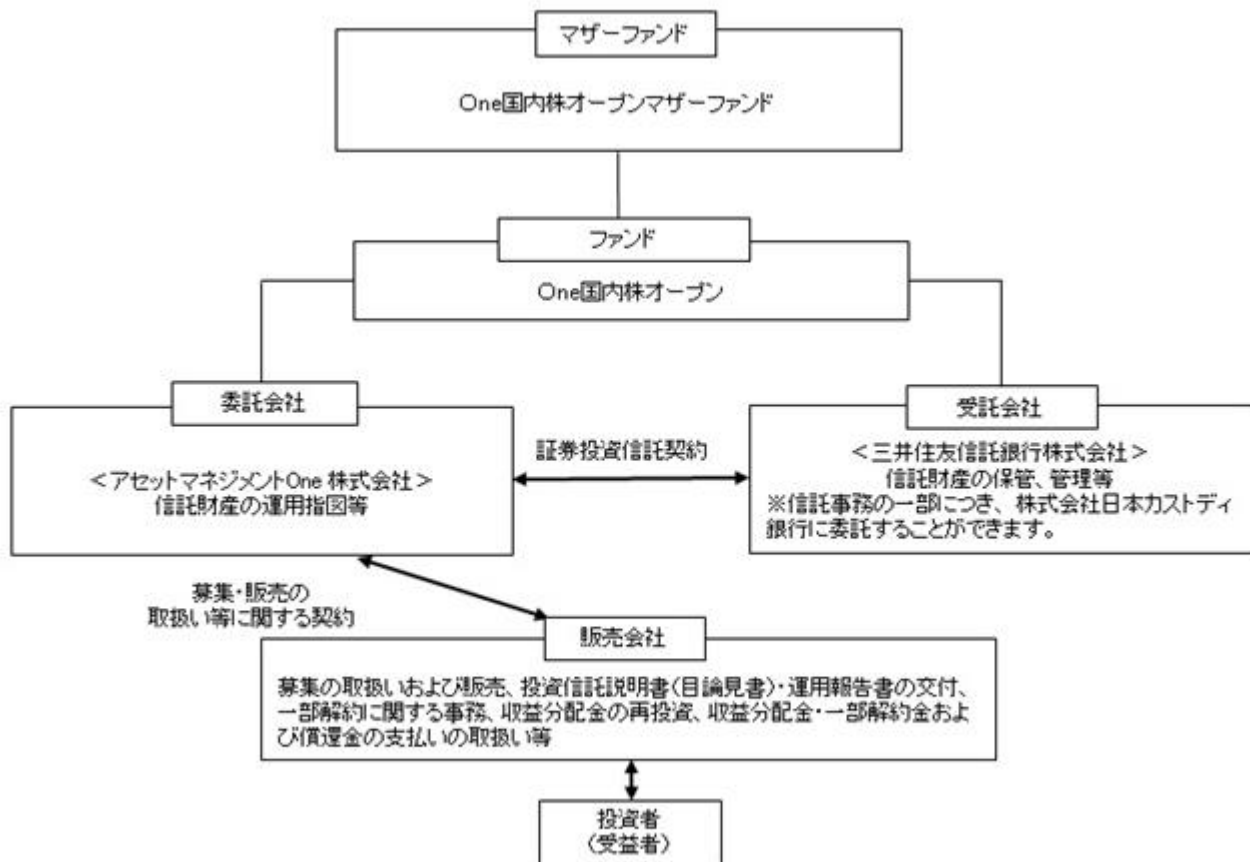 マザーファンド
One国内株オープンマザーファンド
ファンド
One国内株オープン
委託会社
<アセットマネジメントOne 株式会社>
信託財産の運用指図等
証券投資信託契約
受託会社
<三井住友信託銀行株式会社>
信託財産の保管、管理等
※信託事務の一部につき、株式会社日本カストディ
銀行に委託することができます。
募集・販売の
取扱い等に関する契約
販売会社
募集の取扱いおよび販売、投資信託説明書(目論見書)・運用報告書の交付、
一部解約に関する事務、収益分配金の再投資、収益分配金・一部解約金およ
び償還金の支払いの取扱い等
投資者
(受益者)